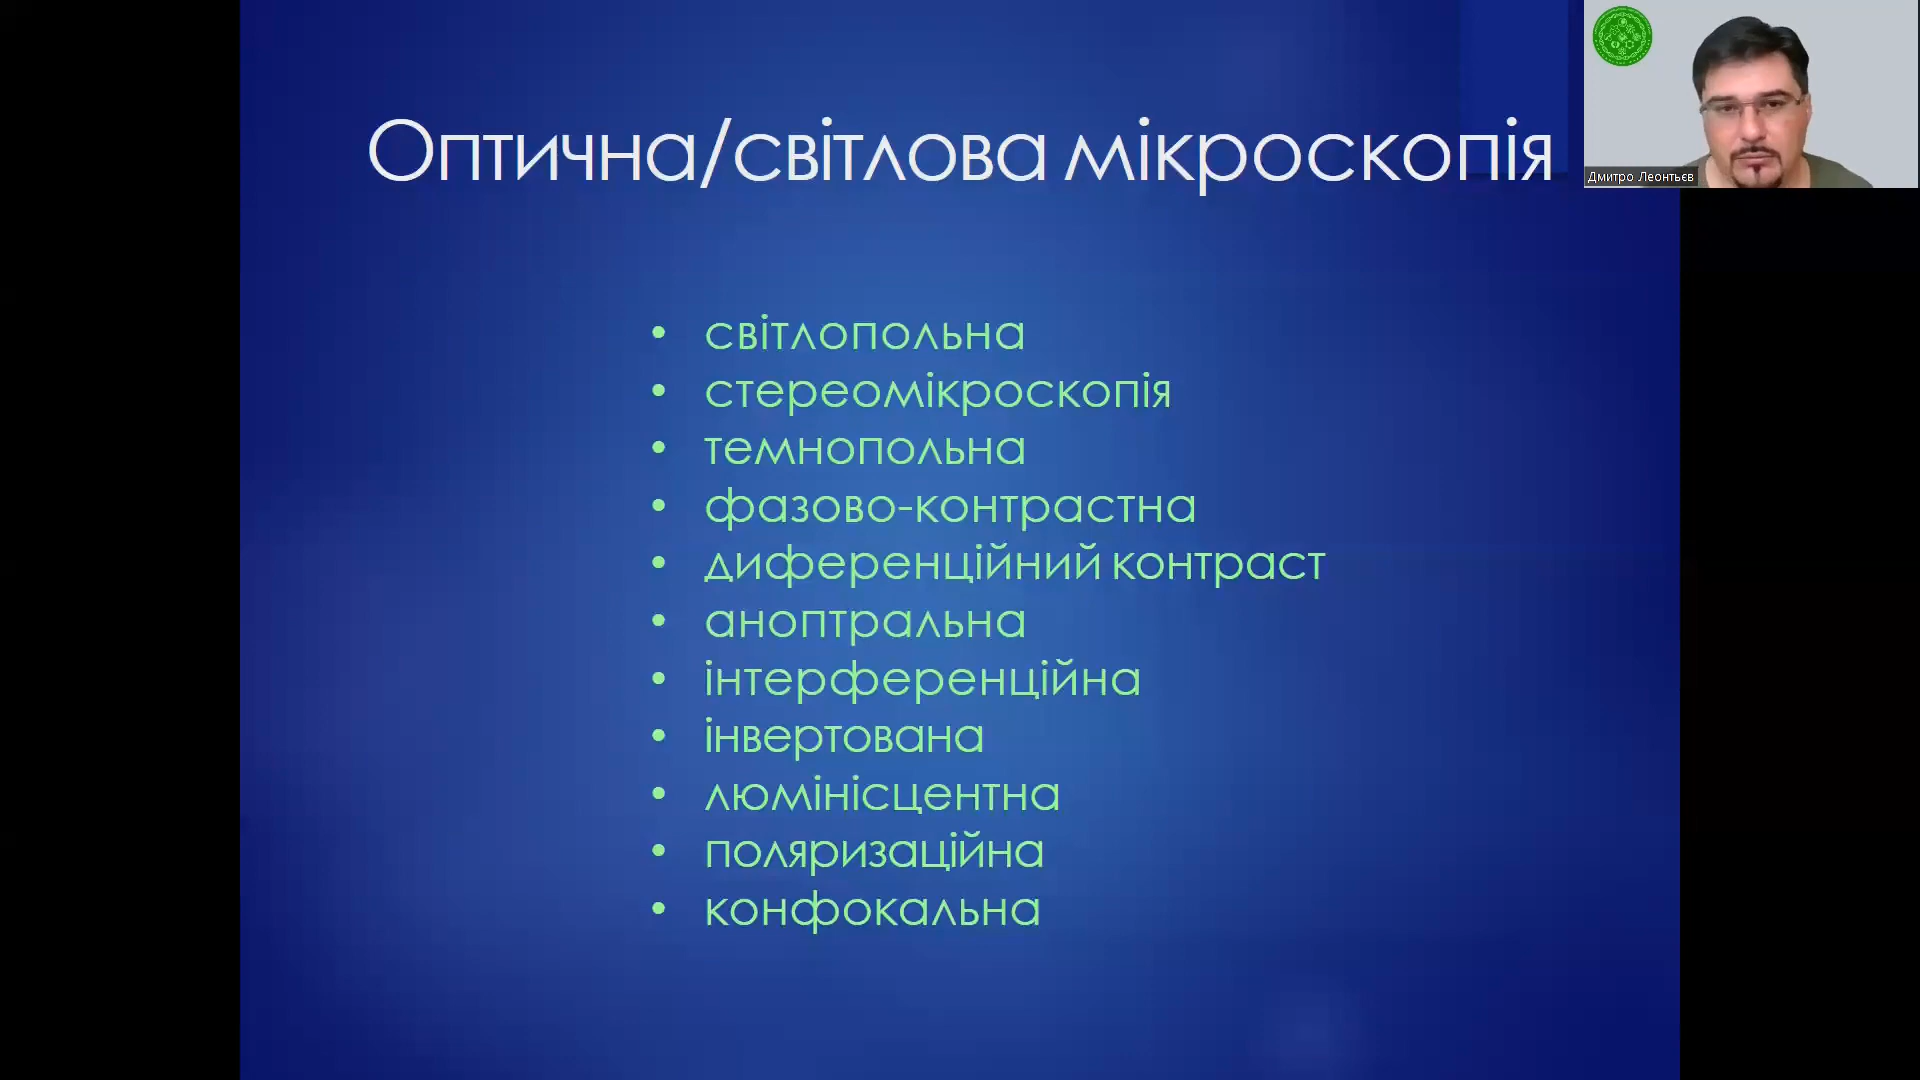 Оптична/світлова мікроскопія
Дмитро Леонтьєв
• світлопольна
• стереомікроскопія
• темнопольна
• фазово-контрастна
• диференційний контраст
• аноптральна
• інтерференційна
• інвертована
• люмінісцентна
• поляризаційна
• конфокальна